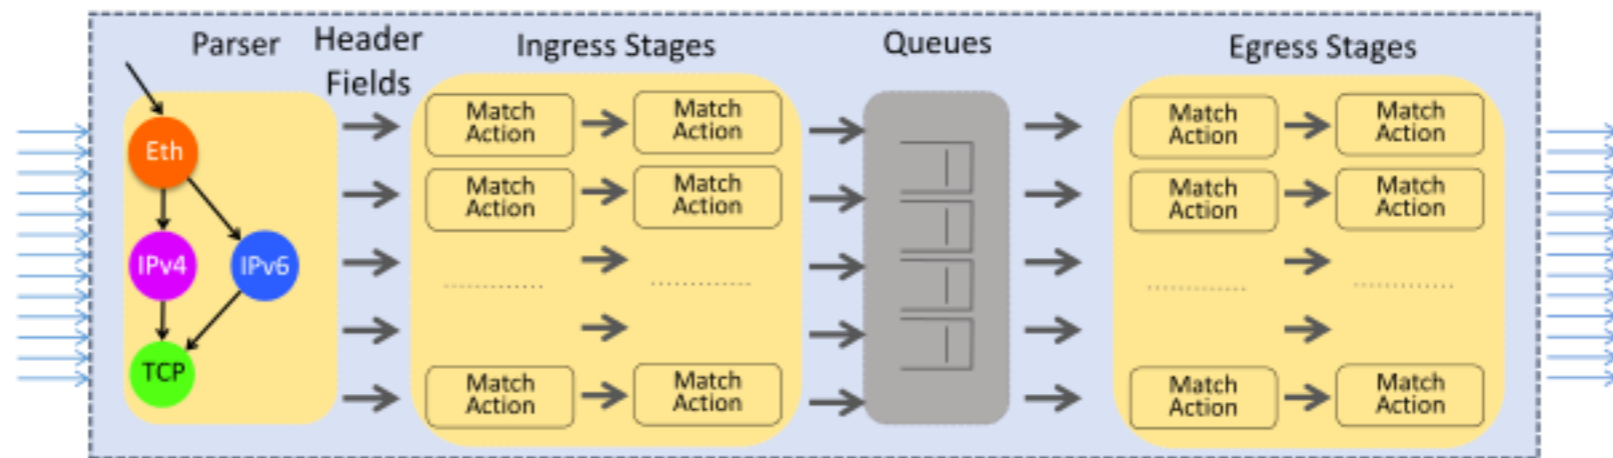 Parser
Header
Fields
Ingress Stages
Queues
Egress Stages
Eth
IPv4
IPv6
TCP
Match
Action
Match
Action
Match
Action
Match
Action
Match
Action
Match
Action
Match
Action
Match
Action
Match
Action
Match
Action
Match
Action
Match
Action